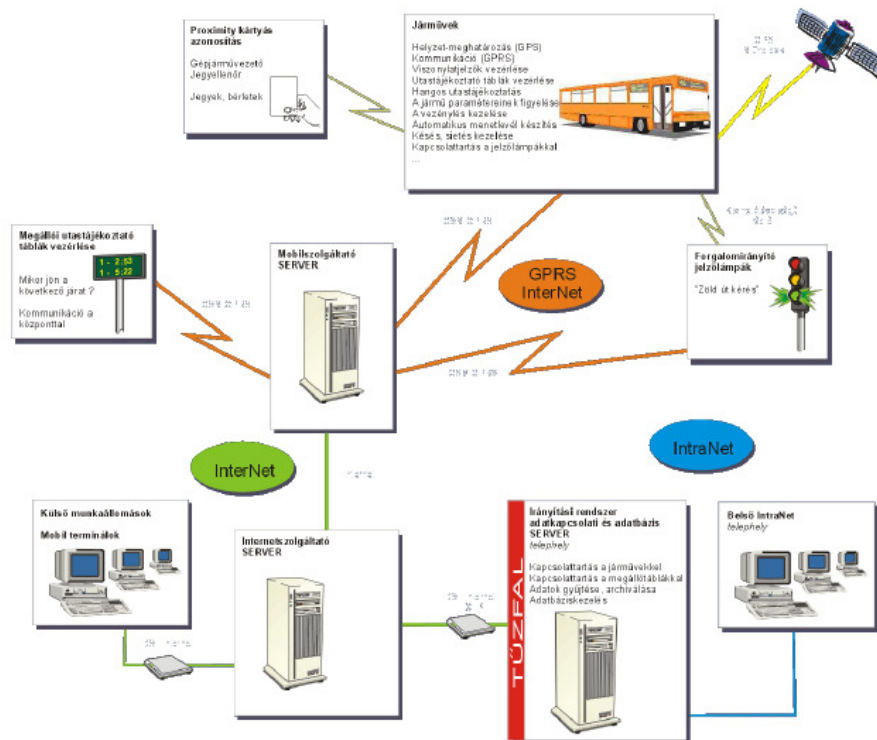 Proximity kártyás
azonosítás
Gépjárművezető
Jegyellenőr
Jegyek, bérletek
Járművek
Helyzet-meghatározás (GPS)
Kommunikáció (GPRS)
Viszonylatjelzők vezérlése
Utastájékoztató táblák vezérlése
Hangos utastájékoztatás
A jármű paramétereinek figyelése
A vezénylés kezelése
Automatikus menetlevél készítés
Késés, sietés kezelése
Kapcsolattartás a jelzőlámpákkal
...
Megállói utastájékoztató
táblák vezérlése
1 - 2:53
1 - 5:22
Mikor jön a
következő járat ?
Kommunikáció a
központtal
Mobilszolgáltató
SERVER
GPRS
InterNet
Forgalomirányító
jelzőlámpák
"Zöld út kérés"
InterNet
IntraNet
Külső munkaállomások
Mobil terminálok
Internetszolgáltató
SERVER
TŰZFAL
Irányítási rendszer
adatkapcsolati és adatbázis
SERVER
telephely
Kapcsolattartás a járművekkel
Kapcsolattartás a megállótáblákkal
Adatok gyűjtése, archiválása
Adatbáziskezelés
Belső IntraNet
telephely